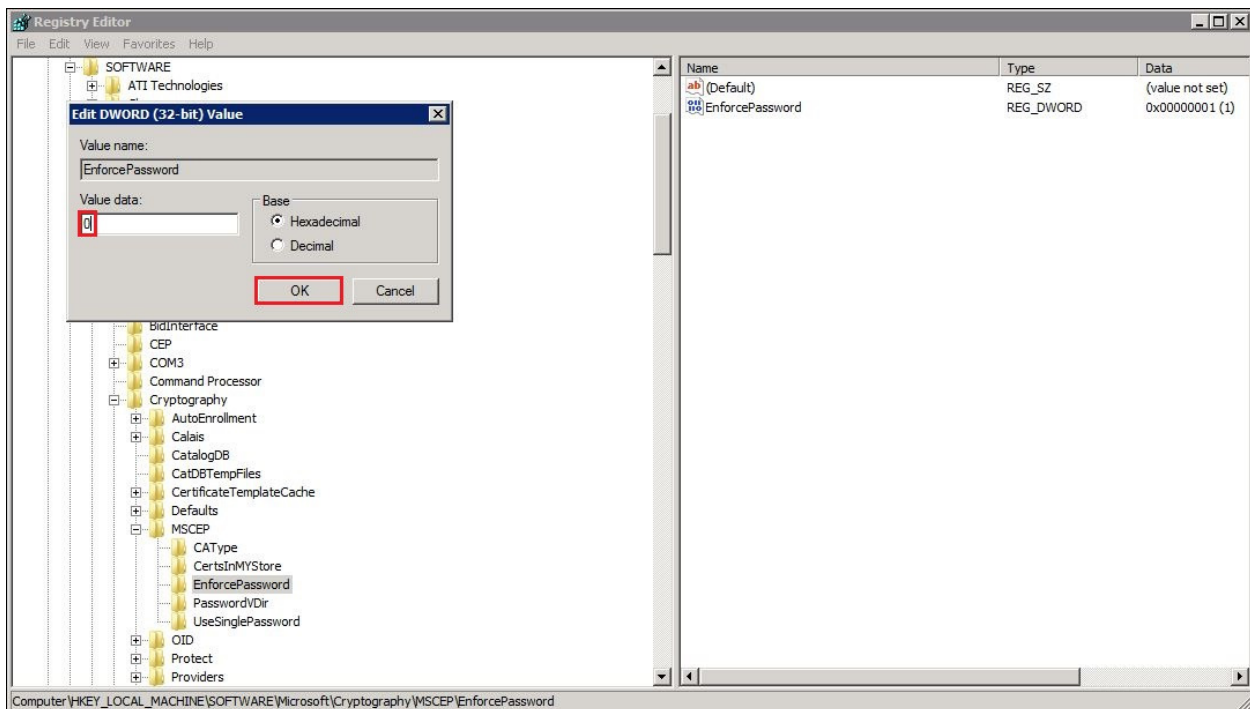 Registry Editor
File Edit View Favorites Help
SOFTWARE
ATI Technologies
Edit DWORD (32-bit) Value
Value name:
EnforcePassword
Value data:
0
Base
Hexadecimal
Decimal
OK Cancel
BidInterface
CEP
COM3
Command Processor
Cryptography
AutoEnrollment
Calais
CatalogDB
CatDBTempFiles
CertificateTemplateCache
Defaults
MSCEP
CAType
CertsInMYStore
EnforcePassword
PasswordVDir
UseSinglePassword
OID
Protect
Providers
Name Type Data
ab (Default) REG_SZ (value not set)
EnforcePassword REG_DWORD 0x00000001 (1)
Computer\HKEY_LOCAL_MACHINE\SOFTWARE\Microsoft\Cryptography\MSCEP\EnforcePassword